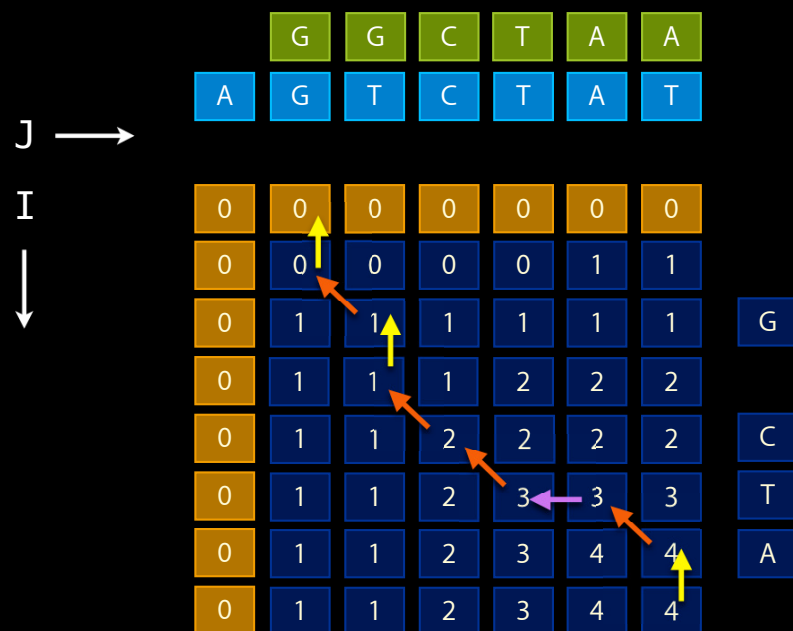 G G C T A A
A G T C T A T
J
I
0 0 0 0 0 0 0
0 0 0 0 0 1 1
0 1 1 1 1 1 1 G
0 1 1 1 2 2 2
0 1 1 2 2 2 2 C
0 1 1 2 3 3 3 T
0 1 1 2 3 4 4 A
0 1 1 2 3 4 4